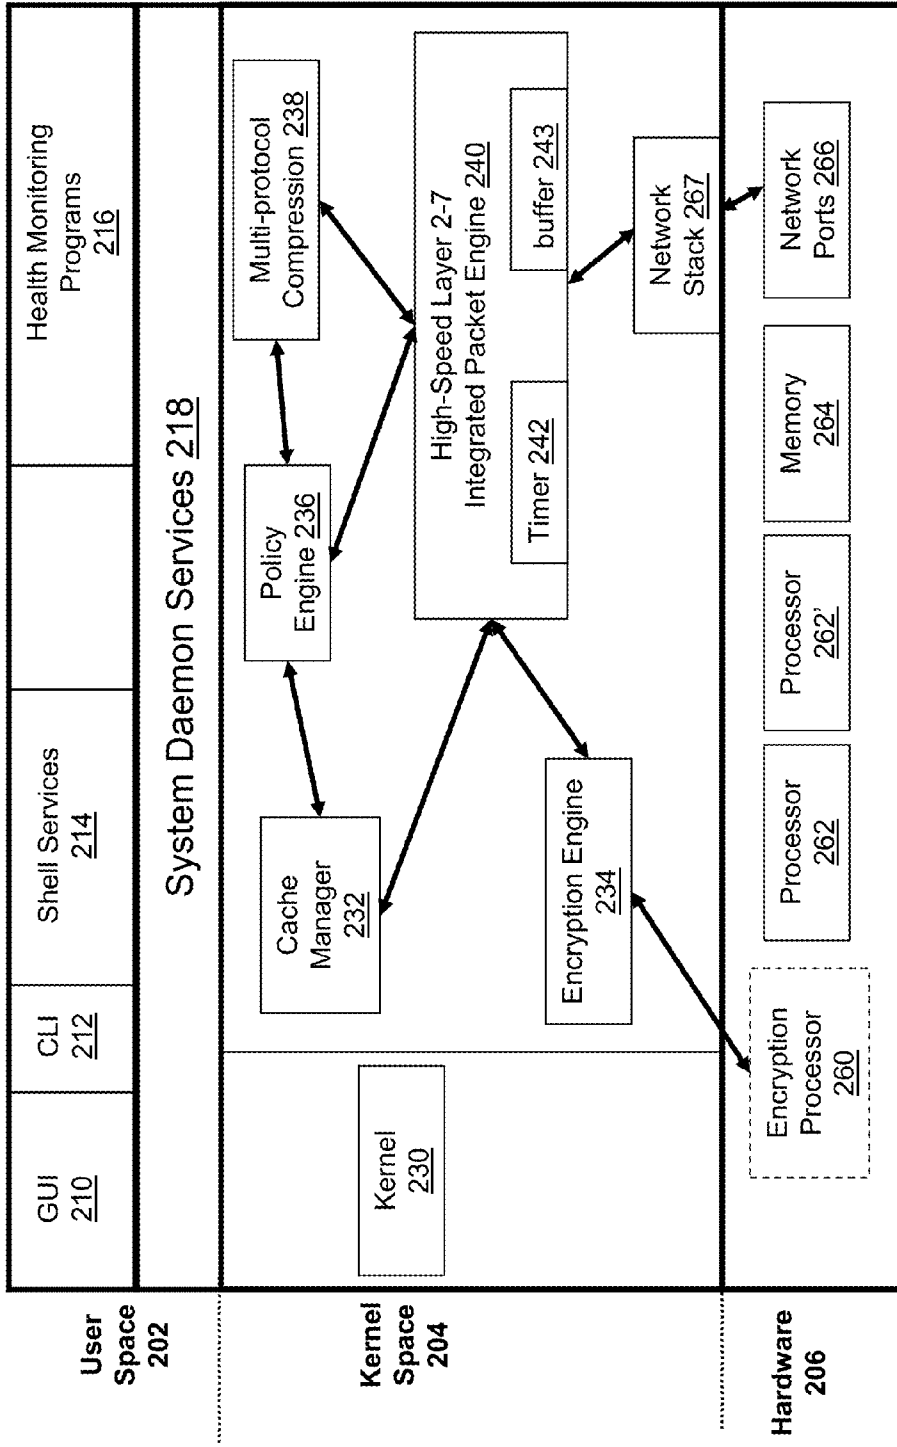 User
Space
202
GUI
210
CLI
212
Shell Services
214
Health Monitoring
Programs
216
System Daemon Services 218
Kernel
Space
204
Kernel
230
Cache
Manager
232
Policy
Engine 236
Multi-protocol
Compression 238
High-Speed Layer 2-7
Integrated Packet Engine 240
Timer 242
buffer 243
Encryption Engine
234
Network
Stack 267
Hardware
206
Encryption
Processor
260
Processor
262
Processor
262'
Memory
264
Network
Ports 266